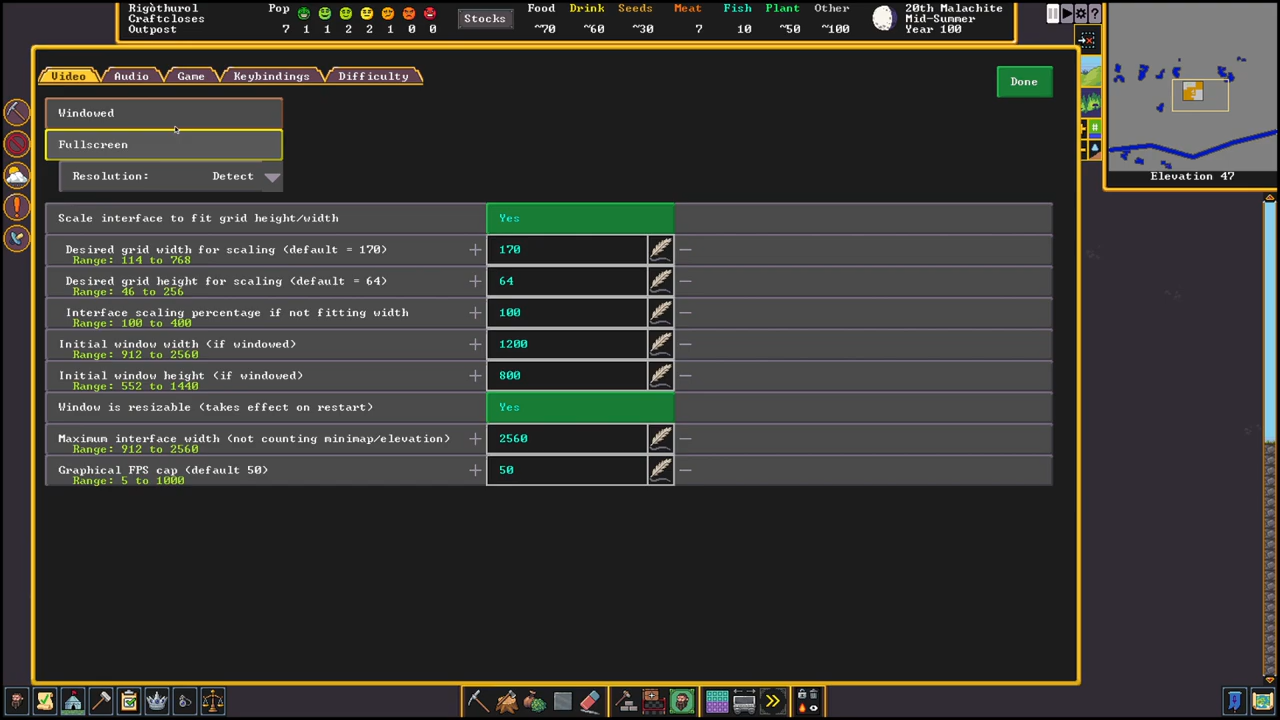 Rigòthurol
Craftcloses
Outpost
Pop
7 1 1 2 2 1 0 0
Stocks
Food Drink Seeds Meat Fish Plant Other
~70 ~60 ~30 7 10 ~50 ~100
20th Malachite
Mid-Summer
Year 100
Elevation 47
Video Audio Game Keybindings Difficulty
Done
Windowed
Fullscreen
Resolution: Detect
Scale interface to fit grid height/width Yes
Desired grid width for scaling (default = 170) 170
Range: 114 to 768
Desired grid height for scaling (default = 64) 64
Range: 46 to 256
Interface scaling percentage if not fitting width 100
Range: 100 to 400
Initial window width (if windowed) 1200
Range: 912 to 2560
Initial window height (if windowed) 800
Range: 552 to 1440
Window is resizable (takes effect on restart) Yes
Maximum interface width (not counting minimap/elevation) 2560
Range: 912 to 2560
Graphical FPS cap (default 50) 50
Range: 5 to 1000